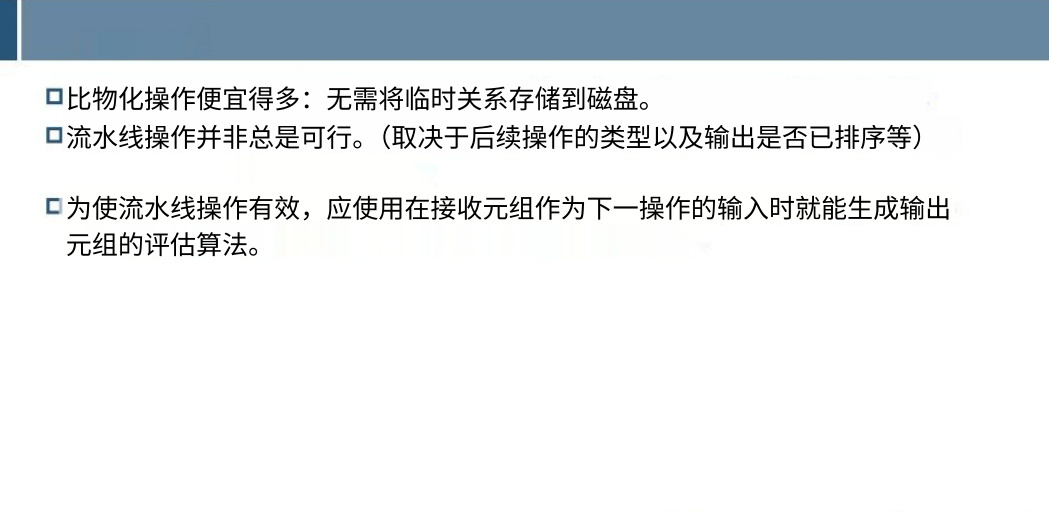 比物化操作便宜得多：无需将临时关系存储到磁盘。
流水线操作并非总是可行。（取决于后续操作的类型以及输出是否已排序等）
为使流水线操作有效，应使用在接收元组作为下一操作的输入时就能生成输出
元组的评估算法。